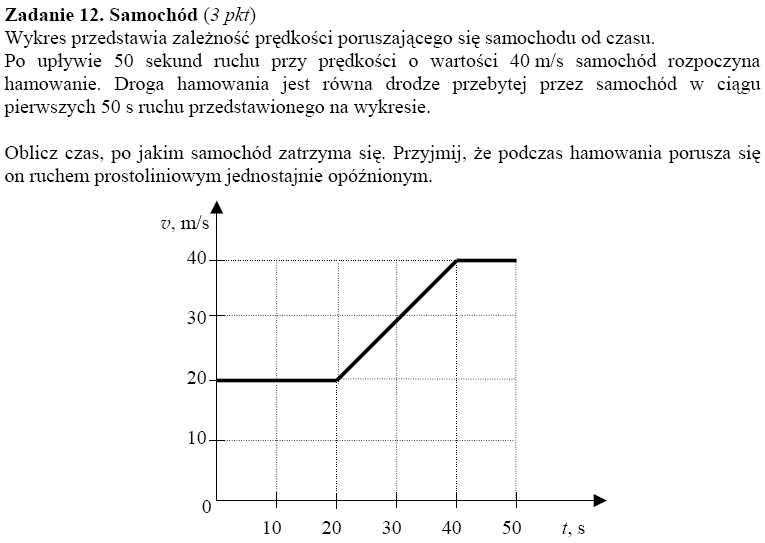 Zadanie 12. Samochód (3 pkt)
Wykres przedstawia zależność prędkości poruszającego się samochodu od czasu.
Po upływie 50 sekund ruchu przy prędkości o wartości 40 m/s samochód rozpoczyna
hamowanie. Droga hamowania jest równa drodze przebytej przez samochód w ciągu
pierwszych 50 s ruchu przedstawionego na wykresie.
Oblicz czas, po jakim samochód zatrzyma się. Przyjmij, że podczas hamowania porusza się
on ruchem prostoliniowym jednostajnie opóźnionym.
v, m/s
40
30
20
10
0
10 20 30 40 50 t, s